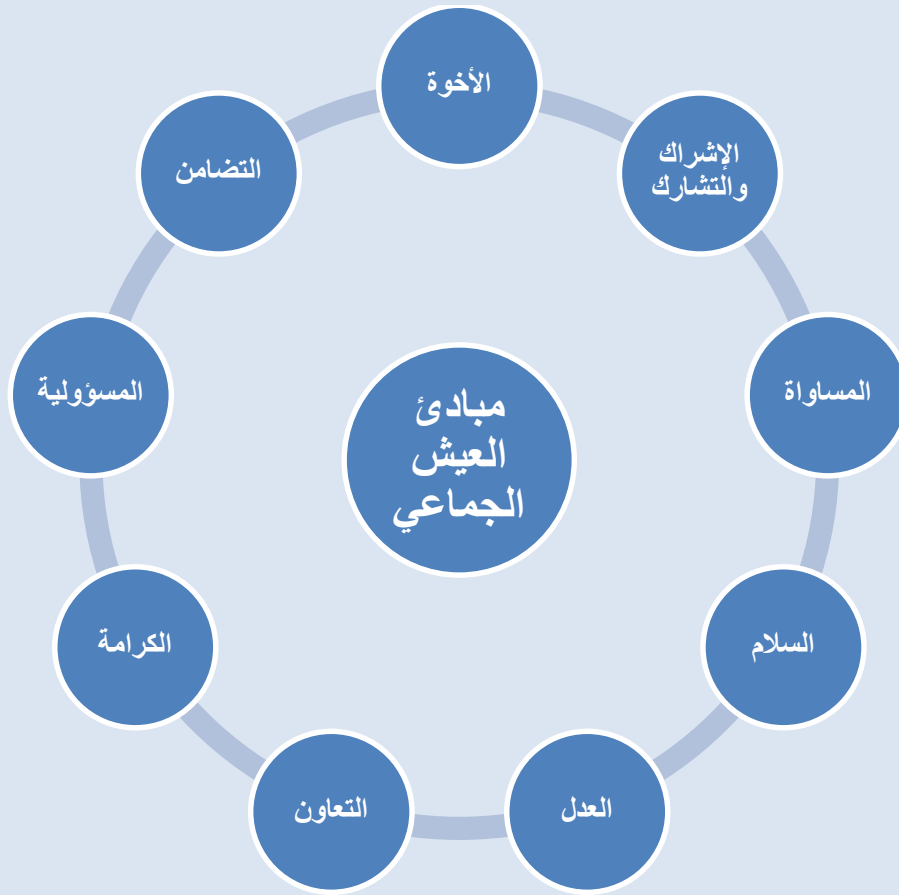 الأخوة
الإشراك
والتشارك
المساواة
السلام
العدل
التعاون
الكرامة
المسؤولية
التضامن
مبادئ
العيش
الجماعي